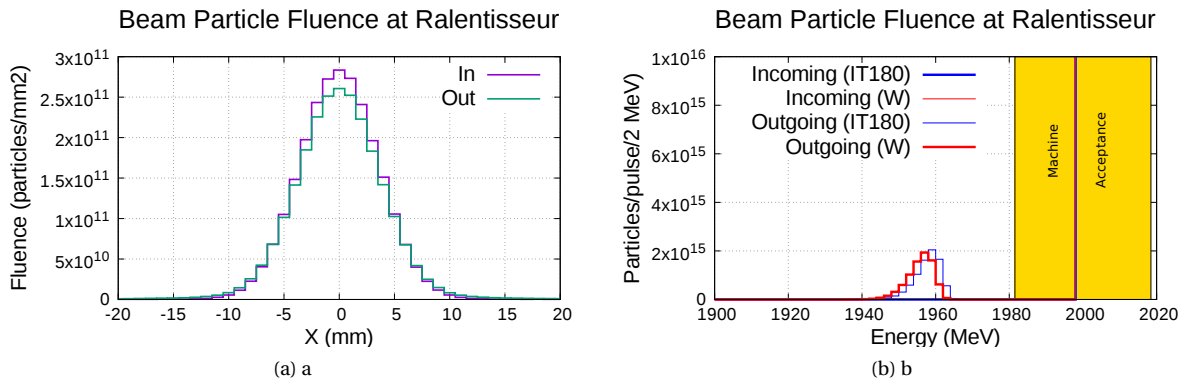 Beam Particle Fluence at Ralentisseur
Fluence (particles/mm2)
3x10^11
2.5x10^11
2x10^11
1.5x10^11
1x10^11
5x10^10
0
In
Out
-20 -15 -10 -5 0 5 10 15 20
X (mm)
(a) a
Beam Particle Fluence at Ralentisseur
Particles/pulse/2 MeV)
1x10^16
8x10^15
6x10^15
4x10^15
2x10^15
0
Incoming (IT180)
Incoming (W)
Outgoing (IT180)
Outgoing (W)
Machine
Acceptance
1900 1920 1940 1960 1980 2000 2020
Energy (MeV)
(b) b